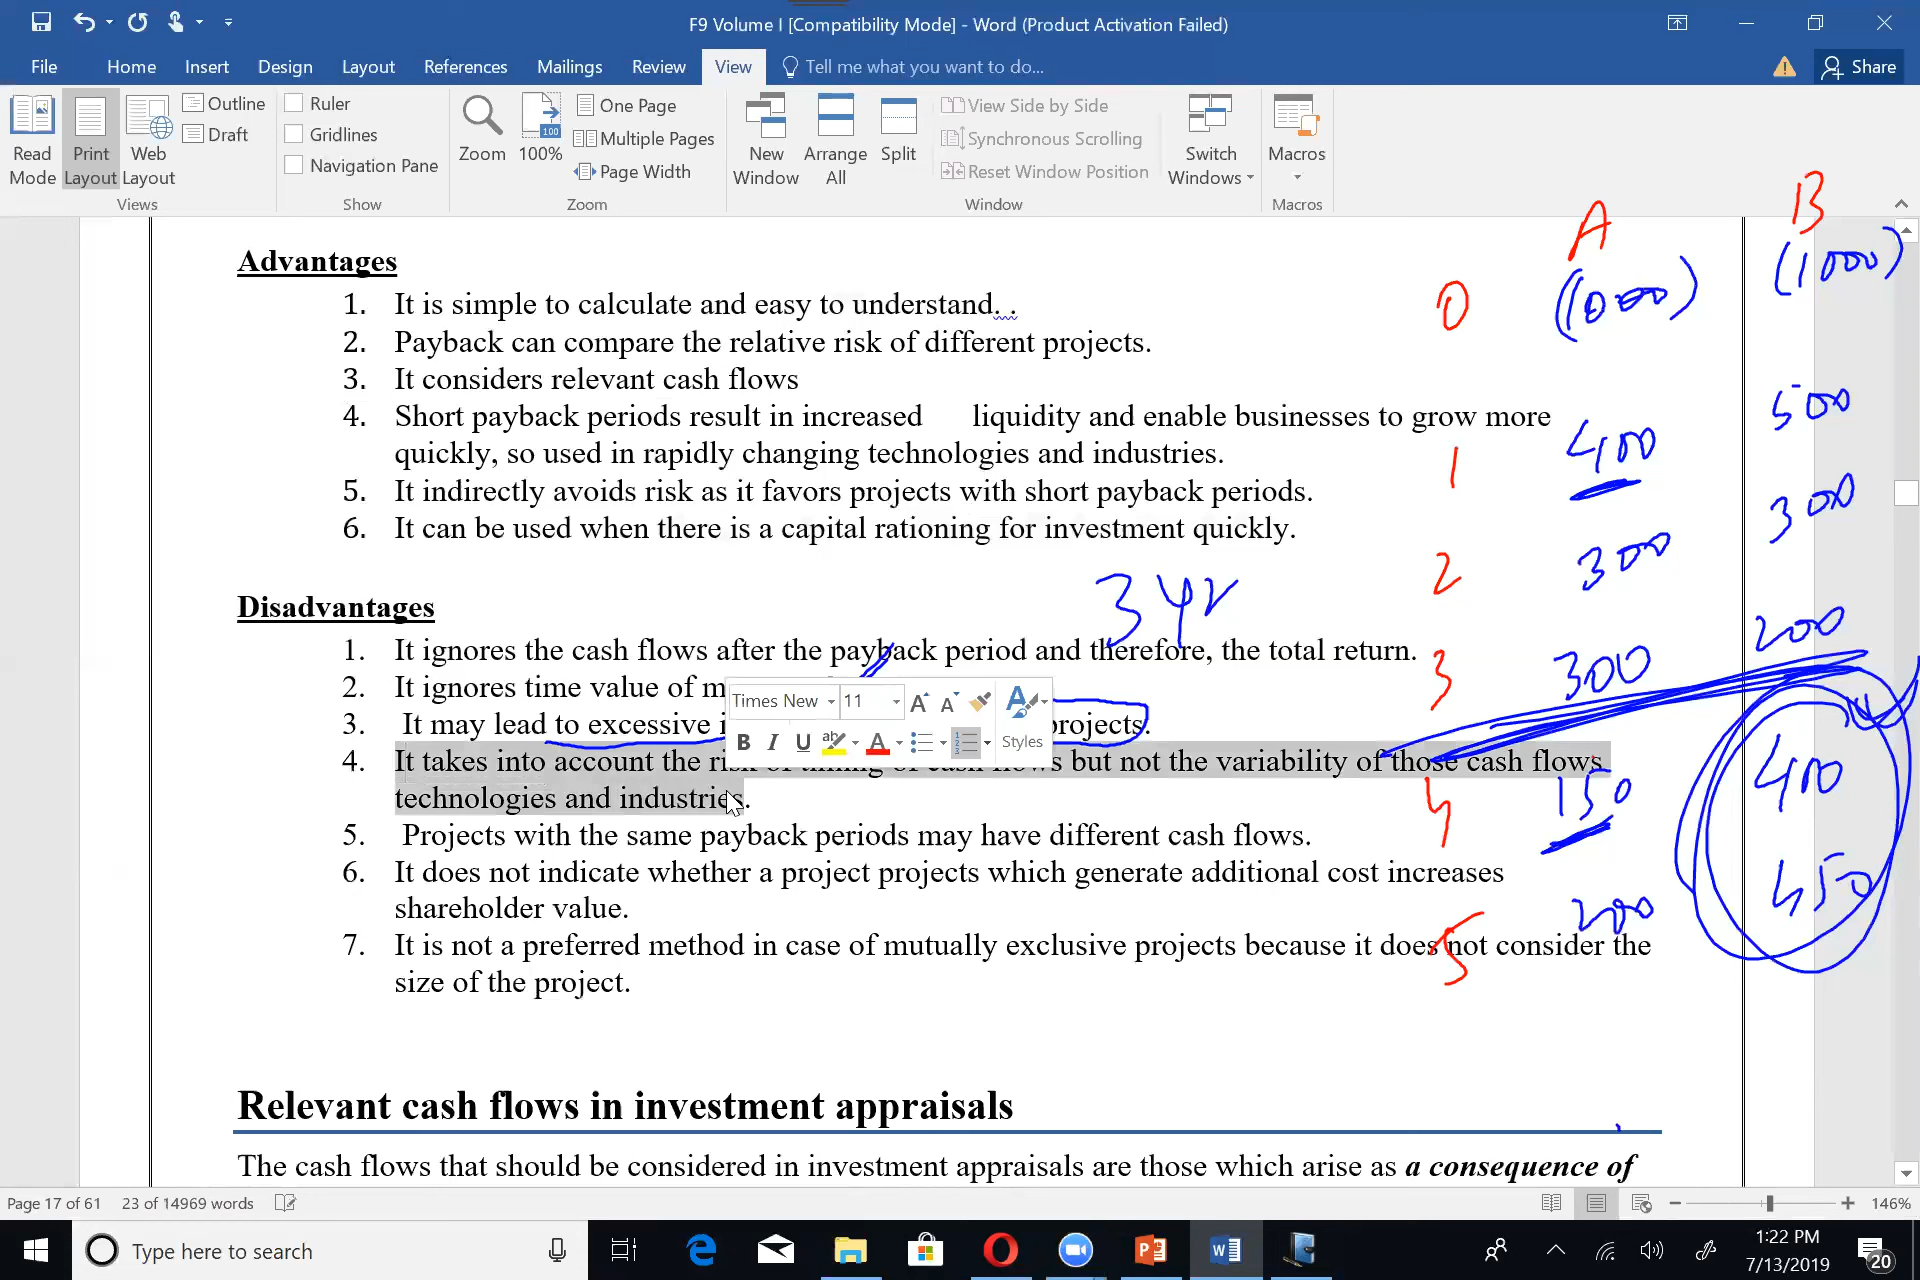 F9 Volume I [Compatibility Mode] - Word (Product Activation Failed)
File Home Insert Design Layout References Mailings Review View Tell me what you want to do... Share
Read Mode
Print Layout
Web Layout
Outline
Draft
Views
Ruler
Gridlines
Navigation Pane
Show
Zoom
100
100%
One Page
Multiple Pages
Page Width
Zoom
New Window
Arrange All
Split
View Side by Side
Synchronous Scrolling
Reset Window Position
Window
Switch Windows
Macros
Macros
A B
0 (1000) (1000)
1 400 500
2 300 300
3 300 200
4 150 400
5 200 450
3 yr
Advantages
1. It is simple to calculate and easy to understand. .
2. Payback can compare the relative risk of different projects.
3. It considers relevant cash flows
4. Short payback periods result in increased liquidity and enable businesses to grow more
quickly, so used in rapidly changing technologies and industries.
5. It indirectly avoids risk as it favors projects with short payback periods.
6. It can be used when there is a capital rationing for investment quickly.
Disadvantages
1. It ignores the cash flows after the payback period and therefore, the total return.
2. It ignores time value of m
3. It may lead to excessive i projects.
4. It takes into account the risk of timing of cash flows but not the variability of those cash flows
technologies and industries.
5. Projects with the same payback periods may have different cash flows.
6. It does not indicate whether a project projects which generate additional cost increases
shareholder value.
7. It is not a preferred method in case of mutually exclusive projects because it does not consider the
size of the project.
Times New 11
B I U ab A Styles
Relevant cash flows in investment appraisals
The cash flows that should be considered in investment appraisals are those which arise as a consequence of
Page 17 of 61 23 of 14969 words 146%
Type here to search
1:22 PM
7/13/2019
20